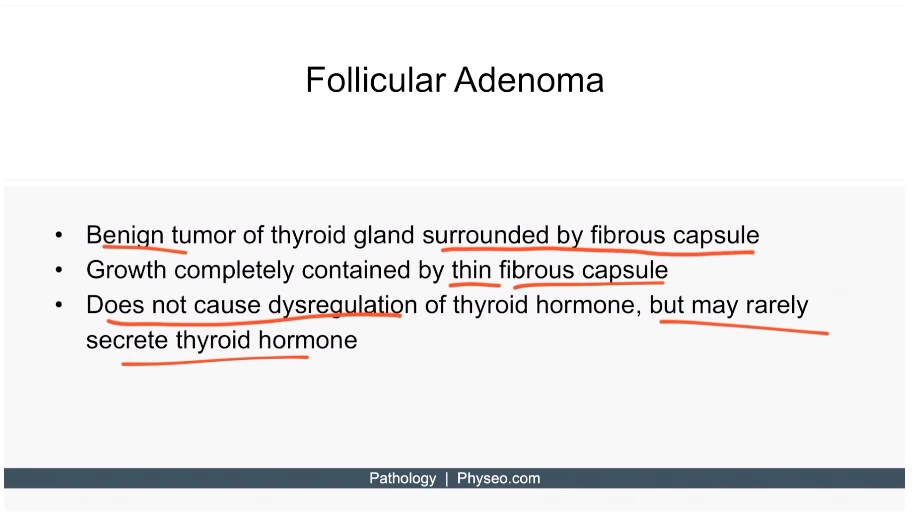 Follicular Adenoma
• Benign tumor of thyroid gland surrounded by fibrous capsule
• Growth completely contained by thin fibrous capsule
• Does not cause dysregulation of thyroid hormone, but may rarely
secrete thyroid hormone
Pathology | Physeo.com